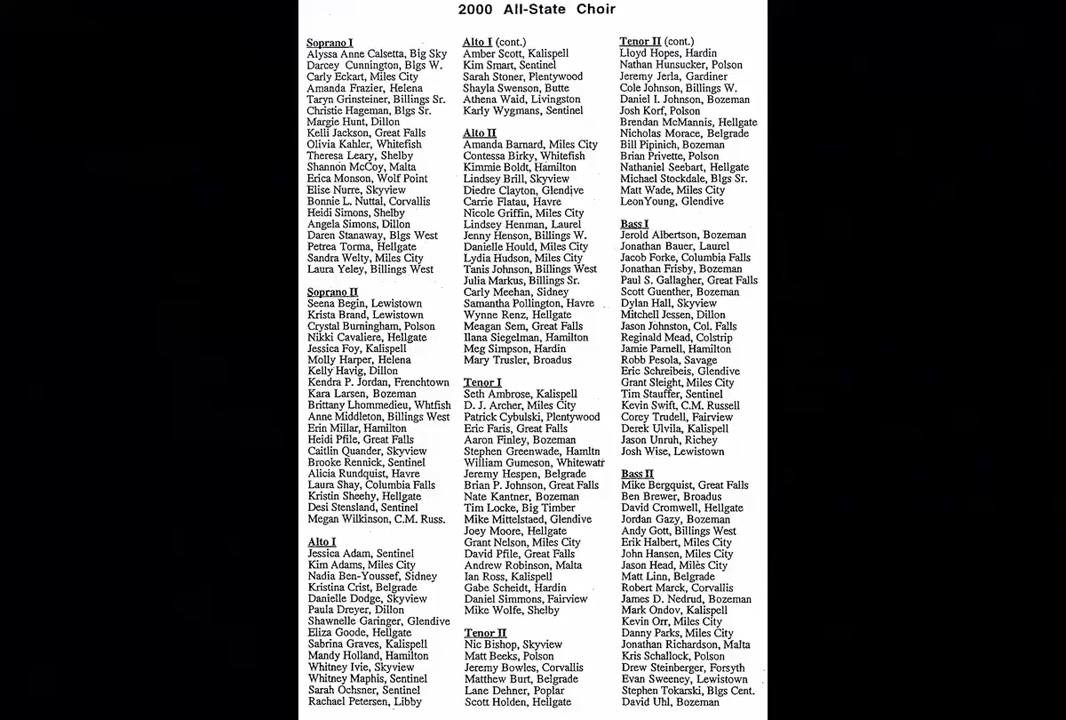 2000 All-State Choir
Soprano I
Alyssa Anne Calsetta, Big Sky
Darcey Cunnington, Blgs W.
Carly Eckart, Miles City
Amanda Frazier, Helena
Taryn Grinsteiner, Billings Sr.
Christie Hageman, Blgs Sr.
Margie Hunt, Dillon
Kelli Jackson, Great Falls
Olivia Kahler, Whitefish
Theresa Leary, Shelby
Shannon McCoy, Malta
Erica Monson, Wolf Point
Elise Nurre, Skyview
Bonnie L. Nuttal, Corvallis
Heidi Simons, Shelby
Angela Simons, Dillon
Daren Stanaway, Blgs West
Petrea Torma, Hellgate
Sandra Welty, Miles City
Laura Yeley, Billings West
Soprano II
Seena Begin, Lewistown
Krista Brand, Lewistown
Crystal Burningham, Polson
Nikki Cavaliere, Hellgate
Jessica Foy, Kalispell
Molly Harper, Helena
Kelly Havig, Dillon
Kendra P. Jordan, Frenchtown
Kara Larsen, Bozeman
Brittany Lhommedieu, Whtfish
Anne Middleton, Billings West
Erin Millar, Hamilton
Heidi Pfile, Great Falls
Caitlin Quander, Skyview
Brooke Rennick, Sentinel
Alicia Rundquist, Havre
Laura Shay, Columbia Falls
Kristin Sheehy, Hellgate
Desi Stensland, Sentinel
Megan Wilkinson, C.M. Russ.
Alto I
Jessica Adam, Sentinel
Kim Adams, Miles City
Nadia Ben-Youssef, Sidney
Kristina Crist, Belgrade
Danielle Dodge, Skyview
Paula Dreyer, Dillon
Shawnelle Garinger, Glendive
Eliza Goode, Hellgate
Sabrina Graves, Kalispell
Mandy Holland, Hamilton
Whitney Ivie, Skyview
Whitney Maphis, Sentinel
Sarah Ochsner, Sentinel
Rachael Petersen, Libby
Alto I (cont.)
Amber Scott, Kalispell
Kim Smart, Sentinel
Sarah Stoner, Plentywood
Shayla Swenson, Butte
Athena Waid, Livingston
Karly Wygmans, Sentinel
Alto II
Amanda Barnard, Miles City
Contessa Birky, Whitefish
Kimmie Boldt, Hamilton
Lindsey Brill, Skyview
Diedre Clayton, Glendive
Carrie Flatau, Havre
Nicole Griffin, Miles City
Lindsey Henman, Laurel
Jenny Henson, Billings W.
Danielle Hould, Miles City
Lydia Hudson, Miles City
Tanis Johnson, Billings West
Julia Markus, Billings Sr.
Carly Meehan, Sidney
Samantha Pollington, Havre
Wynne Renz, Hellgate
Meagan Sem, Great Falls
Ilana Siegelman, Hamilton
Meg Simpson, Hardin
Mary Trusler, Broadus
Tenor I
Seth Ambrose, Kalispell
D. J. Archer, Miles City
Patrick Cybulski, Plentywood
Eric Faris, Great Falls
Aaron Finley, Bozeman
Stephen Greenwade, Hamltn
William Gumeson, Whitewatr
Jeremy Hespen, Belgrade
Brian P. Johnson, Great Falls
Nate Kantner, Bozeman
Tim Locke, Big Timber
Mike Mittelstaed, Glendive
Joey Moore, Hellgate
Grant Nelson, Miles City
David Pfile, Great Falls
Andrew Robinson, Malta
Ian Ross, Kalispell
Gabe Scheidt, Hardin
Daniel Simmons, Fairview
Mike Wolfe, Shelby
Tenor II
Nic Bishop, Skyview
Matt Beeks, Polson
Jeremy Bowles, Corvallis
Matthew Burt, Belgrade
Lane Dehner, Poplar
Scott Holden, Hellgate
Tenor II (cont.)
Lloyd Hopes, Hardin
Nathan Hunsucker, Polson
Jeremy Jerla, Gardiner
Cole Johnson, Billings W.
Daniel I. Johnson, Bozeman
Josh Korf, Polson
Brendan McMannis, Hellgate
Nicholas Morace, Belgrade
Bill Pipinich, Bozeman
Brian Privette, Polson
Nathaniel Seebart, Hellgate
Michael Stockdale, Blgs Sr.
Matt Wade, Miles City
LeonYoung, Glendive
Bass I
Jerold Albertson, Bozeman
Jonathan Bauer, Laurel
Jacob Forke, Columbia Falls
Jonathan Frisby, Bozeman
Paul S. Gallagher, Great Falls
Scott Guenther, Bozeman
Dylan Hall, Skyview
Mitchell Jessen, Dillon
Jason Johnston, Col. Falls
Reginald Mead, Colstrip
Jamie Parnell, Hamilton
Robb Pesola, Savage
Eric Schreibeis, Glendive
Grant Sleight, Miles City
Tim Stauffer, Sentinel
Kevin Swift, C.M. Russell
Corey Trudell, Fairview
Derek Ulvila, Kalispell
Jason Unruh, Richey
Josh Wise, Lewistown
Bass II
Mike Bergquist, Great Falls
Ben Brewer, Broadus
David Cromwell, Hellgate
Jordan Gazy, Bozeman
Andy Gott, Billings West
Erik Halbert, Miles City
John Hansen, Miles City
Jason Head, Miles City
Matt Linn, Belgrade
Robert Marck, Corvallis
James D. Nedrud, Bozeman
Mark Ondov, Kalispell
Kevin Orr, Miles City
Danny Parks, Miles City
Jonathan Richardson, Malta
Kris Schallock, Polson
Drew Steinberger, Forsyth
Evan Sweeney, Lewistown
Stephen Tokarski, Blgs Cent.
David Uhl, Bozeman